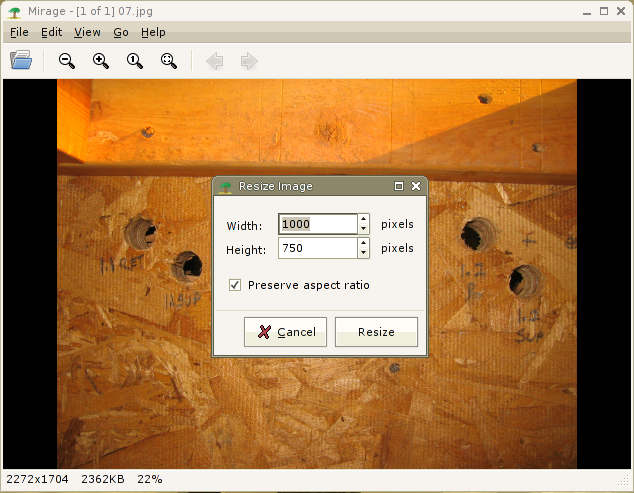 Mirage - [1 of 1] 07.jpg
File Edit View Go Help
Resize Image
Width: 1000 pixels
Height: 750 pixels
Preserve aspect ratio
Cancel Resize
2272x1704 2362KB 22%